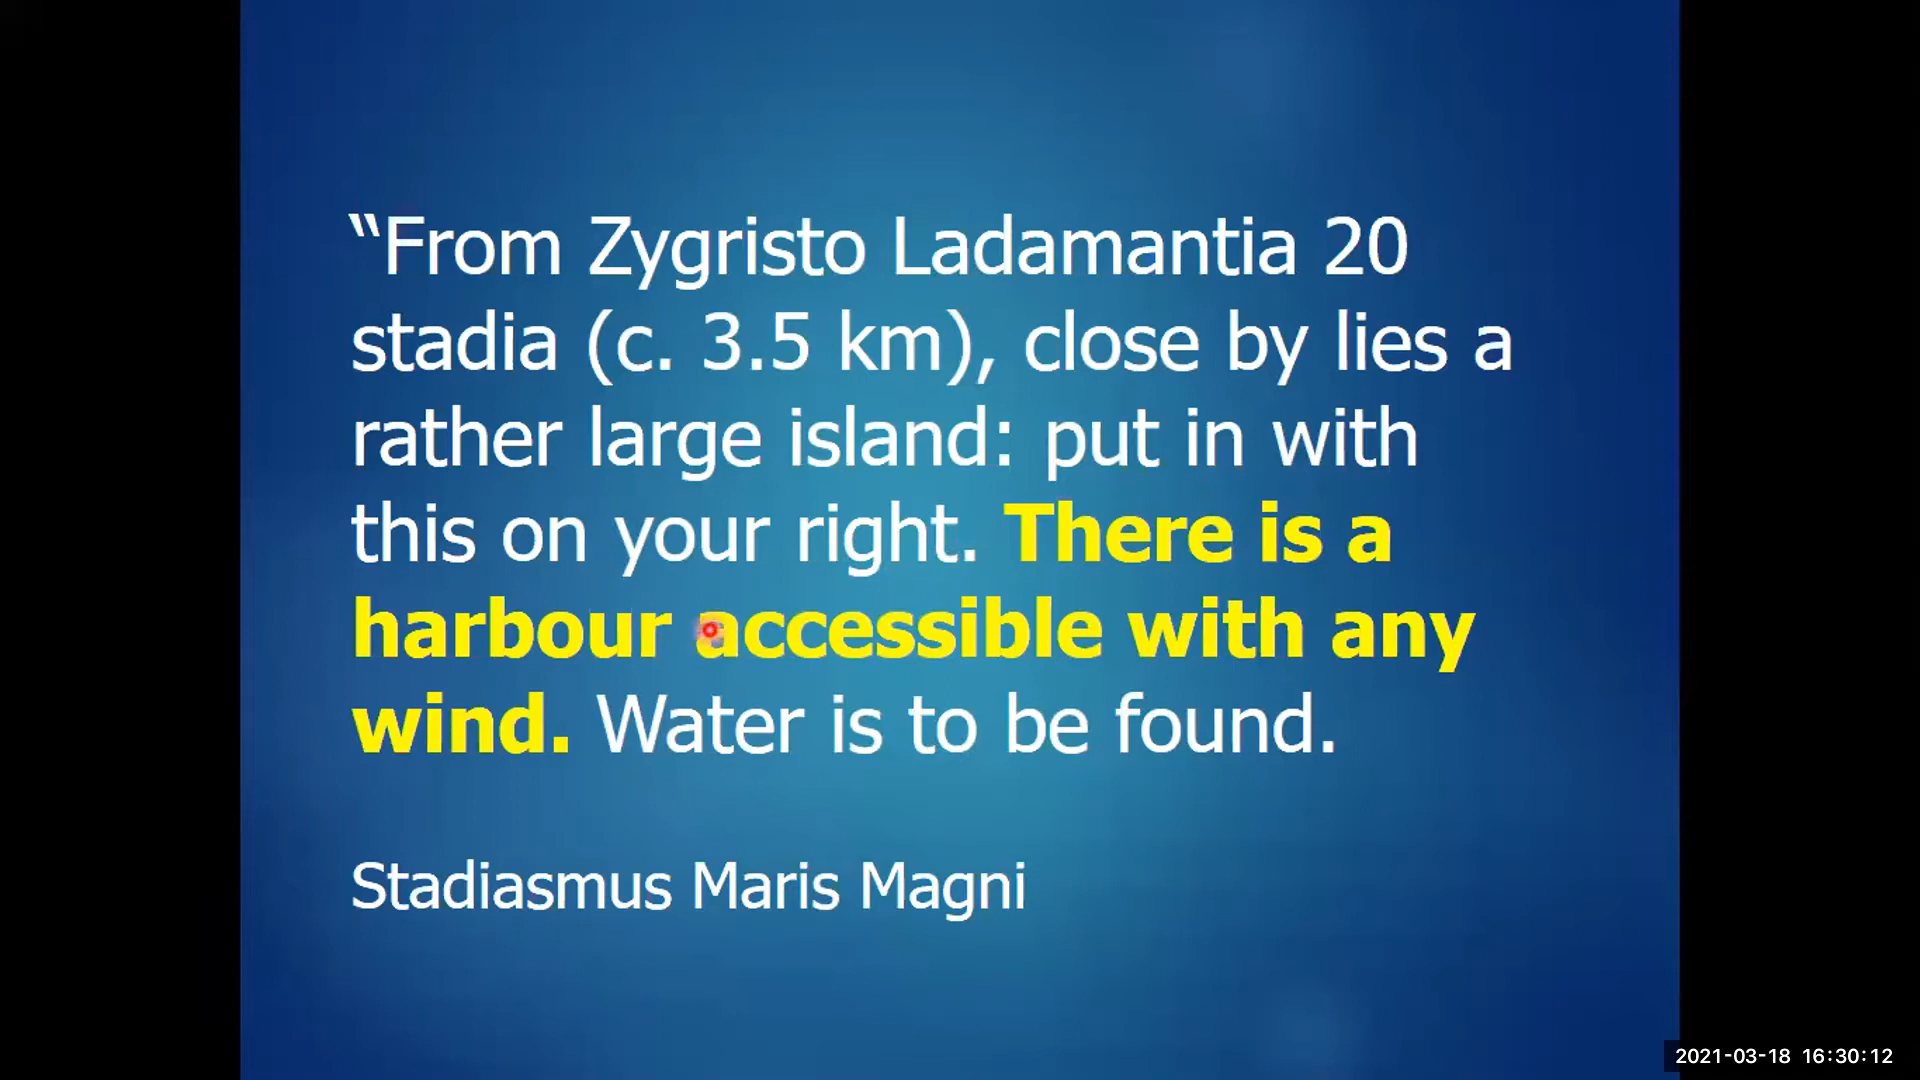 “From Zygristo Ladamantia 20
stadia (c. 3.5 km), close by lies a
rather large island: put in with
this on your right. There is a
harbour accessible with any
wind. Water is to be found.
Stadiasmus Maris Magni
2021-03-18 16:30:12